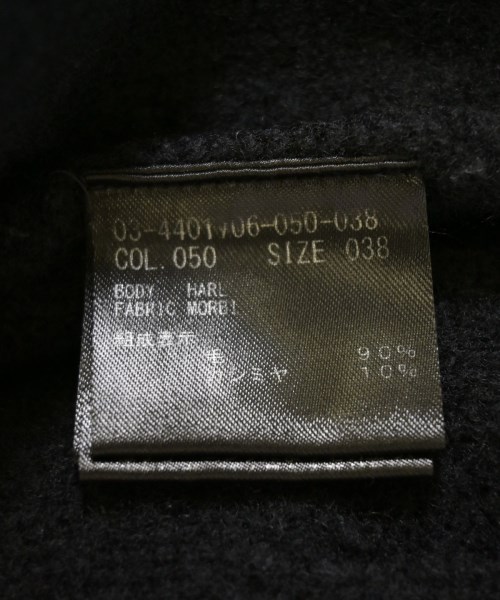 03-4401706-050-038
COL.050 SIZE 038
BODY HARL
FABRIC MORBI
組成表示
毛 90%
カシミヤ 10%